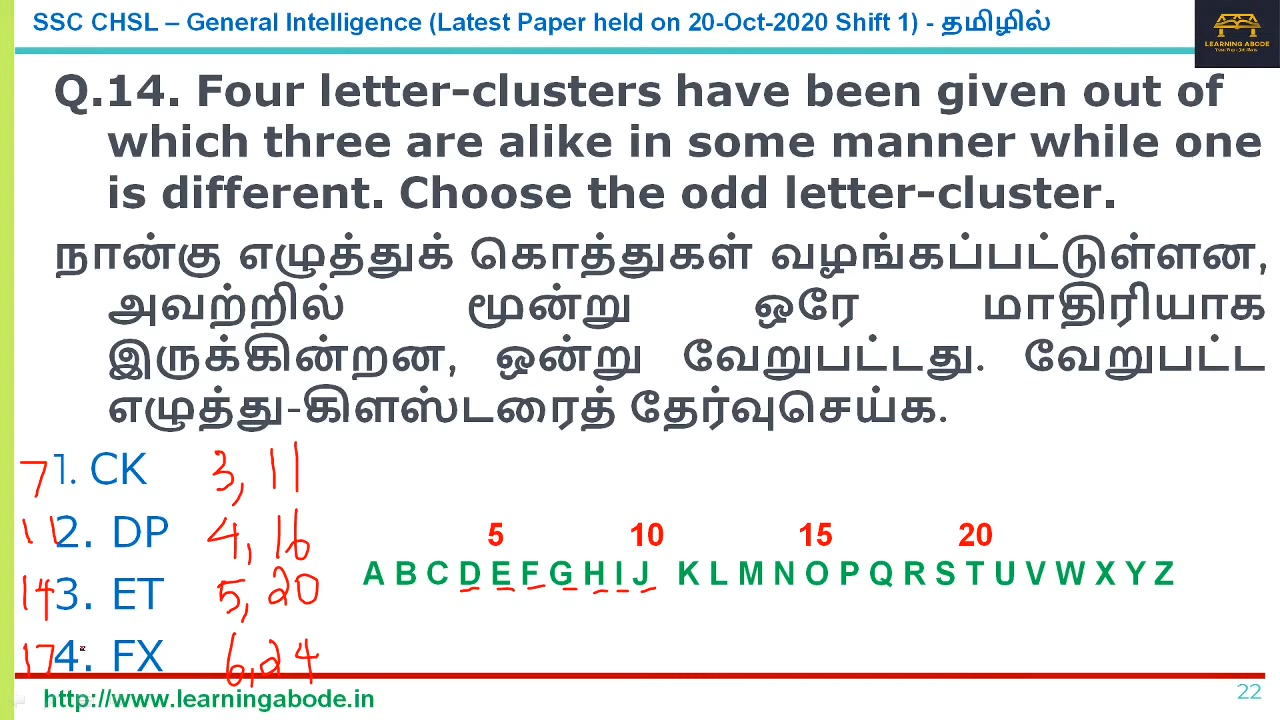 SSC CHSL – General Intelligence (Latest Paper held on 20-Oct-2020 Shift 1) - தமிழில்
LEARNING ABODE
Q.14. Four letter-clusters have been given out of
which three are alike in some manner while one
is different. Choose the odd letter-cluster.
நான்கு எழுத்துக் கொத்துகள் வழங்கப்பட்டுள்ளன,
அவற்றில் மூன்று ஒரே மாதிரியாக
இருக்கின்றன, ஒன்று வேறுபட்டது. வேறுபட்ட
எழுத்து-கிளஸ்டரைத் தேர்வுசெய்க.
7 1. CK 3, 11
11 2. DP 4, 16
14 3. ET 5, 20
17 4. FX 6, 24
5 10 15 20
A B C D E F G H I J K L M N O P Q R S T U V W X Y Z
http://www.learningabode.in
22